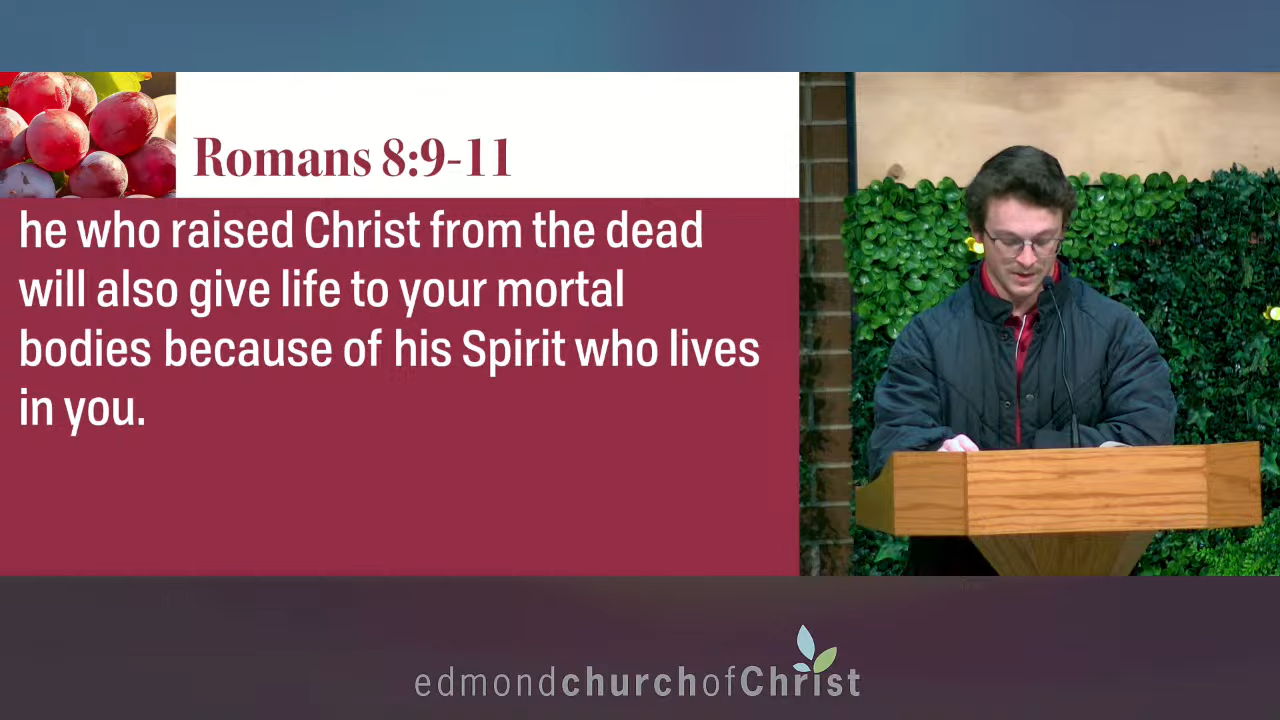 Romans 8:9-11
he who raised Christ from the dead
will also give life to your mortal
bodies because of his Spirit who lives
in you.
edmondchurchofChrist